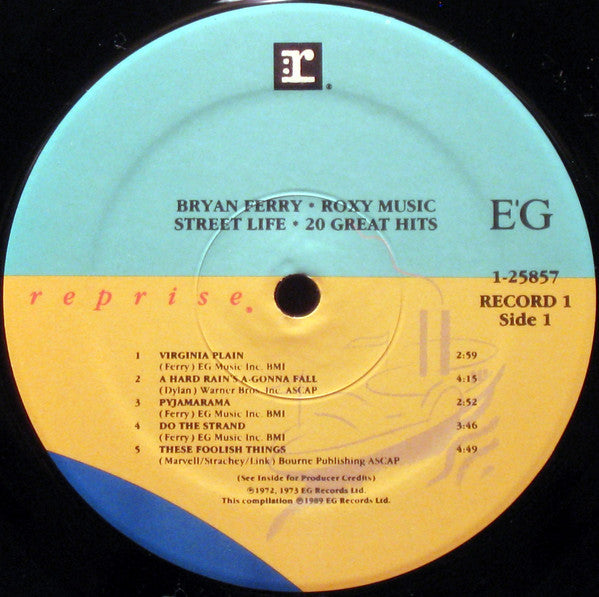 r
®
BRYAN FERRY • ROXY MUSIC
STREET LIFE • 20 GREAT HITS
E'G
1-25857
reprise
RECORD 1
Side 1
1 VIRGINIA PLAIN 2:59
(Ferry) EG Music Inc. BMI
2 A HARD RAIN'S A-GONNA FALL 4:15
(Dylan) Warner Bros. Inc. ASCAP
3 PYJAMARAMA 2:52
(Ferry) EG Music Inc. BMI
4 DO THE STRAND 3:46
(Ferry) EG Music Inc. BMI
5 THESE FOOLISH THINGS 4:49
(Marvell/Strachey/Link) Bourne Publishing ASCAP
(See Inside for Producer Credits)
℗1972, 1973 EG Records Ltd.
This compilation ℗1989 EG Records Ltd.